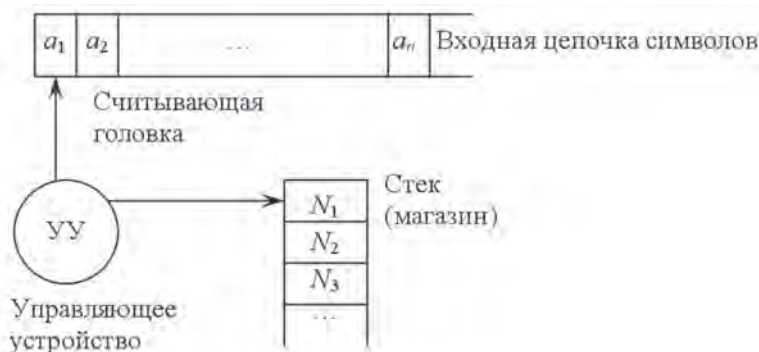 a₁ a₂ ... aₙ Входная цепочка символов
Считывающая
головка
УУ
Стек
(магазин)
N₁
N₂
N₃
...
Управляющее
устройство